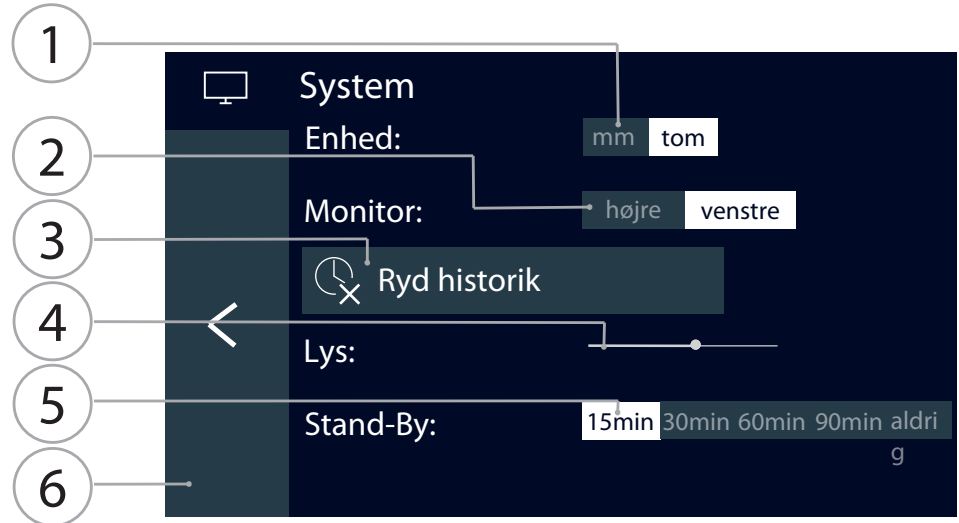 1
System
Enhed:
mm tom
2
Monitor:
højre venstre
3
Ryd historik
4
Lys:
5
Stand-By:
15min 30min 60min 90min aldri
g
6